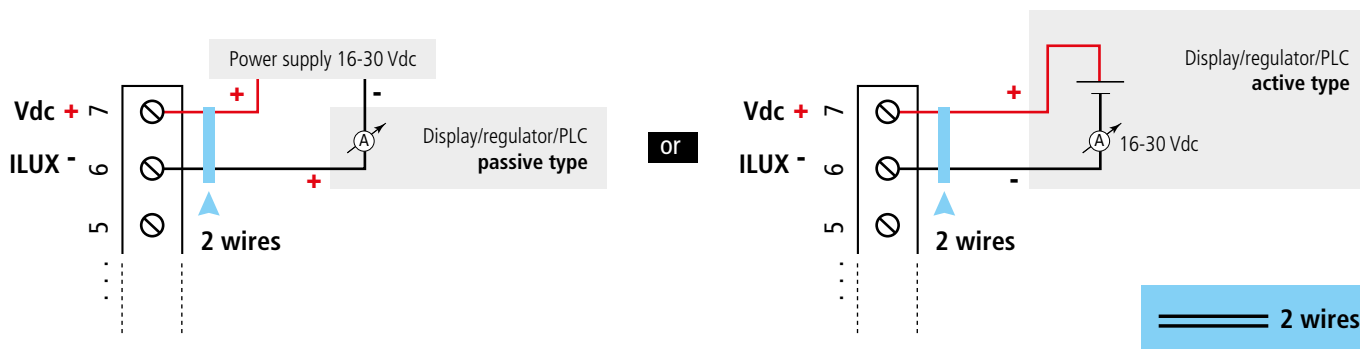 Power supply 16-30 Vdc
+
-
Vdc + 7
A
Display/regulator/PLC
passive type
ILUX - 6
+
5
2 wires
or
Display/regulator/PLC
active type
+
Vdc + 7
A
16-30 Vdc
ILUX - 6
-
5
2 wires
2 wires